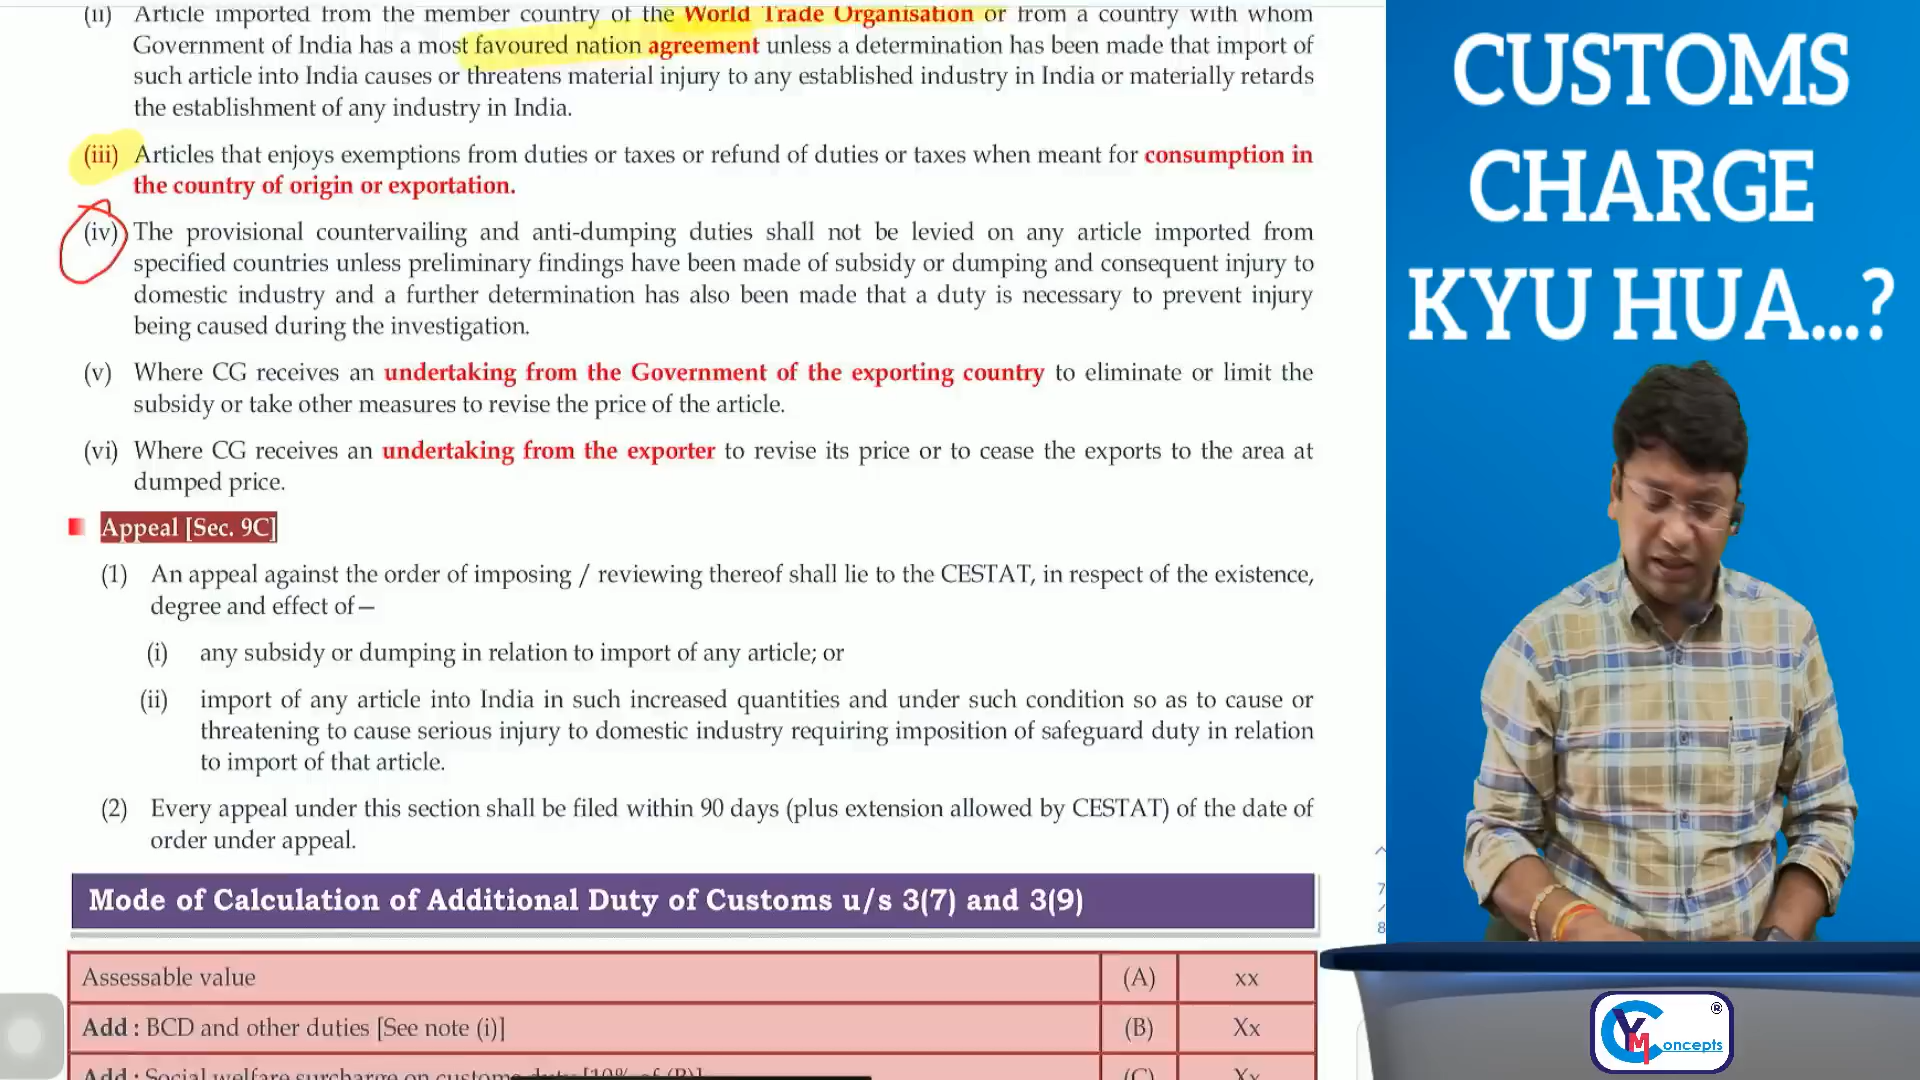 (ii) Article imported from the member country of the World Trade Organisation or from a country with whom
Government of India has a most favoured nation agreement unless a determination has been made that import of
such article into India causes or threatens material injury to any established industry in India or materially retards
the establishment of any industry in India.
(iii) Articles that enjoys exemptions from duties or taxes or refund of duties or taxes when meant for consumption in
the country of origin or exportation.
(iv) The provisional countervailing and anti-dumping duties shall not be levied on any article imported from
specified countries unless preliminary findings have been made of subsidy or dumping and consequent injury to
domestic industry and a further determination has also been made that a duty is necessary to prevent injury
being caused during the investigation.
(v) Where CG receives an undertaking from the Government of the exporting country to eliminate or limit the
subsidy or take other measures to revise the price of the article.
(vi) Where CG receives an undertaking from the exporter to revise its price or to cease the exports to the area at
dumped price.
Appeal [Sec. 9C]
(1) An appeal against the order of imposing / reviewing thereof shall lie to the CESTAT, in respect of the existence,
degree and effect of—
(i) any subsidy or dumping in relation to import of any article; or
(ii) import of any article into India in such increased quantities and under such condition so as to cause or
threatening to cause serious injury to domestic industry requiring imposition of safeguard duty in relation
to import of that article.
(2) Every appeal under this section shall be filed within 90 days (plus extension allowed by CESTAT) of the date of
order under appeal.
Mode of Calculation of Additional Duty of Customs u/s 3(7) and 3(9)
Assessable value (A) xx
Add : BCD and other duties [See note (i)] (B) Xx
Add : Social welfare surcharge on customs duty [10% of (B)] (C) Xx
7
/
8
CUSTOMS
CHARGE
KYU HUA...?
YMConcepts ®